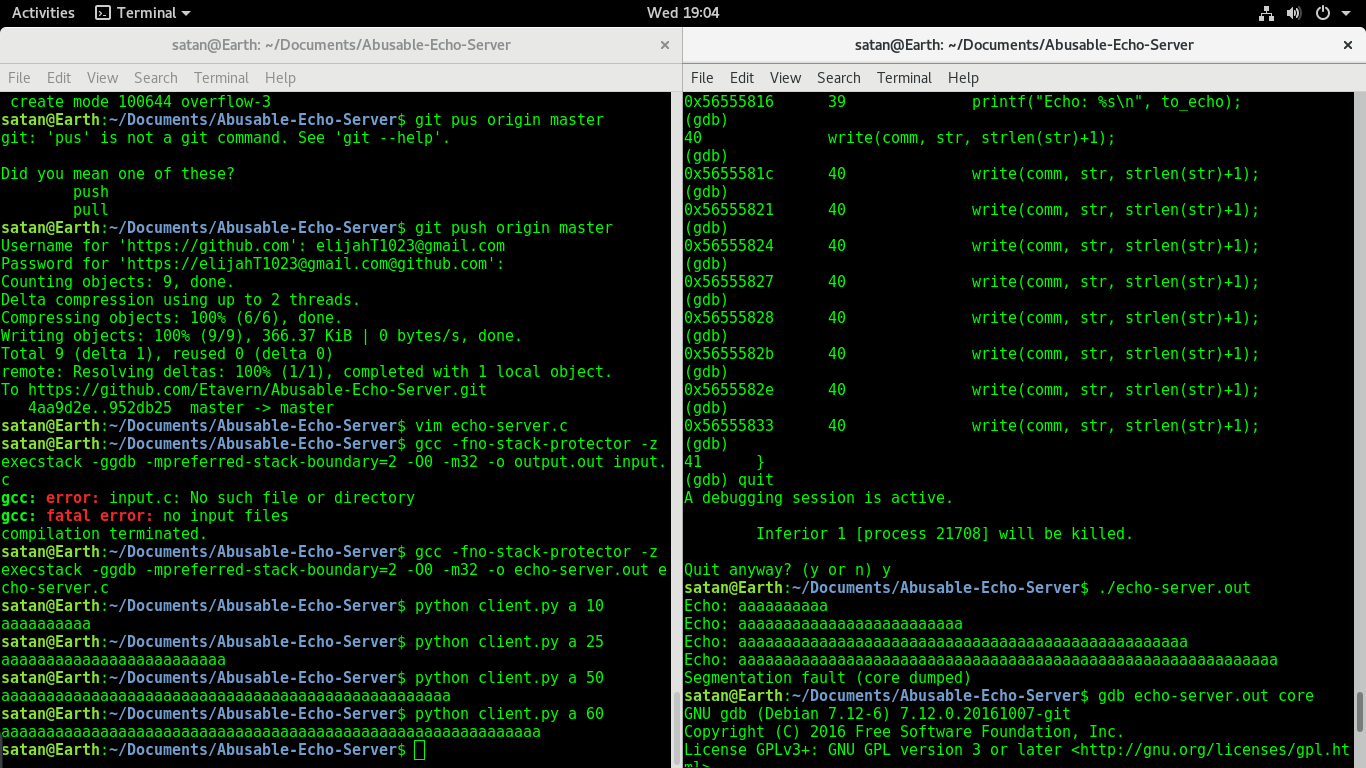 Activities Terminal Wed 19:04
satan@Earth: ~/Documents/Abusable-Echo-Server
File Edit View Search Terminal Help
 create mode 100644 overflow-3
satan@Earth:~/Documents/Abusable-Echo-Server$ git pus origin master
git: 'pus' is not a git command. See 'git --help'.
Did you mean one of these?
        push
        pull
satan@Earth:~/Documents/Abusable-Echo-Server$ git push origin master
Username for 'https://github.com': elijahT1023@gmail.com
Password for 'https://elijahT1023@gmail.com@github.com':
Counting objects: 9, done.
Delta compression using up to 2 threads.
Compressing objects: 100% (6/6), done.
Writing objects: 100% (9/9), 366.37 KiB | 0 bytes/s, done.
Total 9 (delta 1), reused 0 (delta 0)
remote: Resolving deltas: 100% (1/1), completed with 1 local object.
To https://github.com/Etavern/Abusable-Echo-Server.git
   4aa9d2e..952db25  master -> master
satan@Earth:~/Documents/Abusable-Echo-Server$ vim echo-server.c
satan@Earth:~/Documents/Abusable-Echo-Server$ gcc -fno-stack-protector -z
execstack -ggdb -mpreferred-stack-boundary=2 -O0 -m32 -o output.out input.
c
gcc: error: input.c: No such file or directory
gcc: fatal error: no input files
compilation terminated.
satan@Earth:~/Documents/Abusable-Echo-Server$ gcc -fno-stack-protector -z
execstack -ggdb -mpreferred-stack-boundary=2 -O0 -m32 -o echo-server.out e
cho-server.c
satan@Earth:~/Documents/Abusable-Echo-Server$ python client.py a 10
aaaaaaaaaa
satan@Earth:~/Documents/Abusable-Echo-Server$ python client.py a 25
aaaaaaaaaaaaaaaaaaaaaaaaa
satan@Earth:~/Documents/Abusable-Echo-Server$ python client.py a 50
aaaaaaaaaaaaaaaaaaaaaaaaaaaaaaaaaaaaaaaaaaaaaaaaaa
satan@Earth:~/Documents/Abusable-Echo-Server$ python client.py a 60
aaaaaaaaaaaaaaaaaaaaaaaaaaaaaaaaaaaaaaaaaaaaaaaaaaaaaaaaaaaa
satan@Earth:~/Documents/Abusable-Echo-Server$
satan@Earth: ~/Documents/Abusable-Echo-Server
File Edit View Search Terminal Help
0x56555816      39              printf("Echo: %s\n", to_echo);
(gdb)
40              write(comm, str, strlen(str)+1);
(gdb)
0x5655581c      40              write(comm, str, strlen(str)+1);
(gdb)
0x56555821      40              write(comm, str, strlen(str)+1);
(gdb)
0x56555824      40              write(comm, str, strlen(str)+1);
(gdb)
0x56555827      40              write(comm, str, strlen(str)+1);
(gdb)
0x56555828      40              write(comm, str, strlen(str)+1);
(gdb)
0x5655582b      40              write(comm, str, strlen(str)+1);
(gdb)
0x5655582e      40              write(comm, str, strlen(str)+1);
(gdb)
0x56555833      40              write(comm, str, strlen(str)+1);
(gdb)
41      }
(gdb) quit
A debugging session is active.
        Inferior 1 [process 21708] will be killed.
Quit anyway? (y or n) y
satan@Earth:~/Documents/Abusable-Echo-Server$ ./echo-server.out
Echo: aaaaaaaaaa
Echo: aaaaaaaaaaaaaaaaaaaaaaaaa
Echo: aaaaaaaaaaaaaaaaaaaaaaaaaaaaaaaaaaaaaaaaaaaaaaaaaa
Echo: aaaaaaaaaaaaaaaaaaaaaaaaaaaaaaaaaaaaaaaaaaaaaaaaaaaaaaaaaaaa
Segmentation fault (core dumped)
satan@Earth:~/Documents/Abusable-Echo-Server$ gdb echo-server.out core
GNU gdb (Debian 7.12-6) 7.12.0.20161007-git
Copyright (C) 2016 Free Software Foundation, Inc.
License GPLv3+: GNU GPL version 3 or later <http://gnu.org/licenses/gpl.ht
ml>